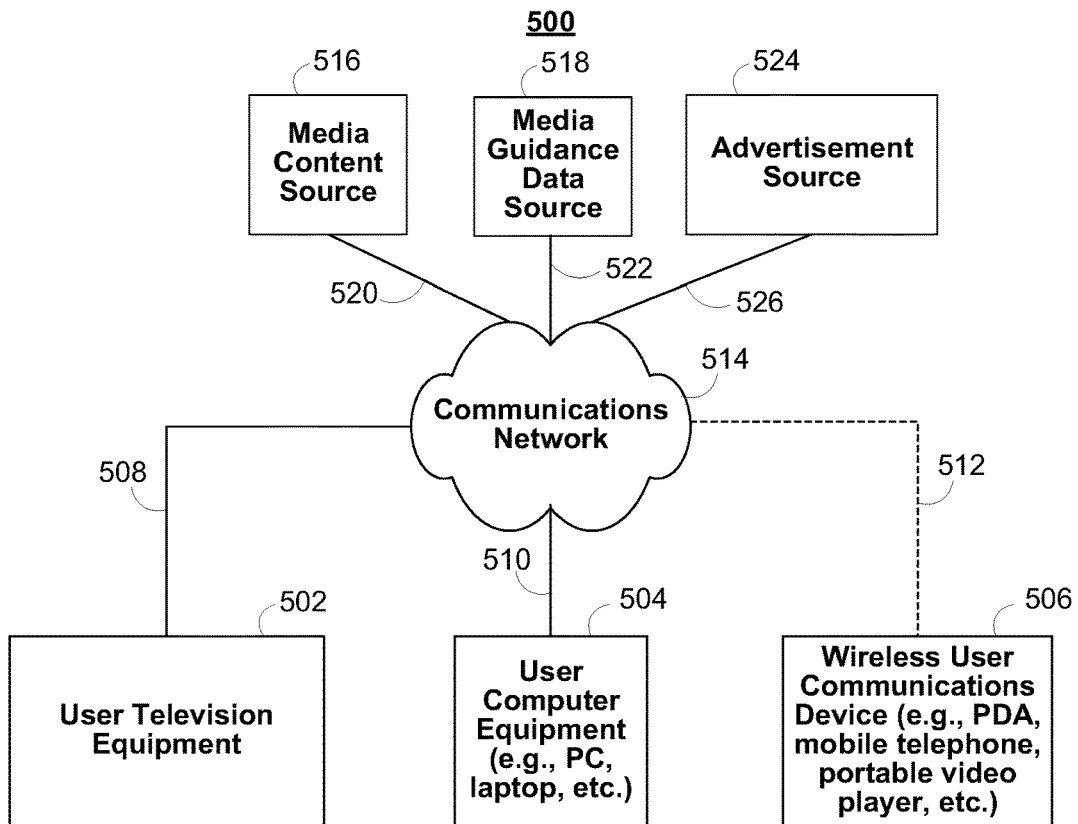 500
516
518
524
Media
Content
Source
Media
Guidance
Data
Source
Advertisement
Source
520
522
526
514
Communications
Network
508
512
510
502
504
506
User Television
Equipment
User
Computer
Equipment
(e.g., PC,
laptop, etc.)
Wireless User
Communications
Device (e.g., PDA,
mobile telephone,
portable video
player, etc.)